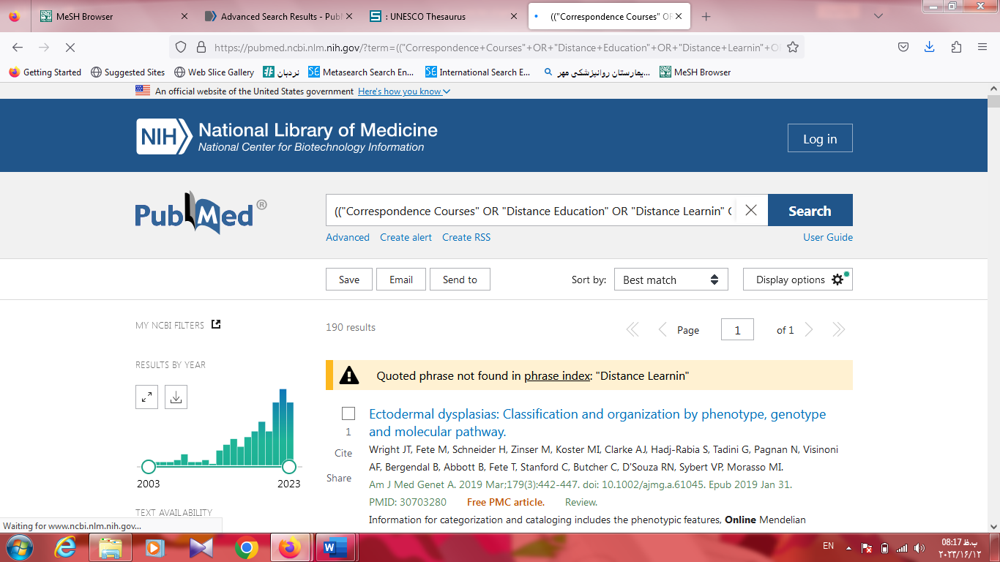 MeSH Browser
Advanced Search Results - Pub
: UNESCO Thesaurus
(("Correspondence Courses" OR
https://pubmed.ncbi.nlm.nih.gov/?term=(("Correspondence+Courses"+OR+"Distance+Education"+OR+"Distance+Learnin"+OR
Getting Started
Suggested Sites
Web Slice Gallery
نردبان
Metasearch Search En...
International Search E...
...یمارستان روانپزشکی مهر
MeSH Browser
An official website of the United States government Here's how you know
NIH National Library of Medicine
National Center for Biotechnology Information
Log in
PubMed®
(("Correspondence Courses" OR "Distance Education" OR "Distance Learnin" O
Search
Advanced Create alert Create RSS
User Guide
Save Email Send to
Sort by: Best match
Display options
MY NCBI FILTERS
190 results
Page 1 of 1
RESULTS BY YEAR
2003 2023
TEXT AVAILABILITY
Quoted phrase not found in phrase index: "Distance Learnin"
1
Cite
Share
Ectodermal dysplasias: Classification and organization by phenotype, genotype
and molecular pathway.
Wright JT, Fete M, Schneider H, Zinser M, Koster MI, Clarke AJ, Hadj-Rabia S, Tadini G, Pagnan N, Visinoni
AF, Bergendal B, Abbott B, Fete T, Stanford C, Butcher C, D'Souza RN, Sybert VP, Morasso MI.
Am J Med Genet A. 2019 Mar;179(3):442-447. doi: 10.1002/ajmg.a.61045. Epub 2019 Jan 31.
PMID: 30703280 Free PMC article. Review.
Information for categorization and cataloging includes the phenotypic features, Online Mendelian
Waiting for www.ncbi.nlm.nih.gov...
EN
08:17 ب.ظ
۲۰۲۳/۱۶/۱۲